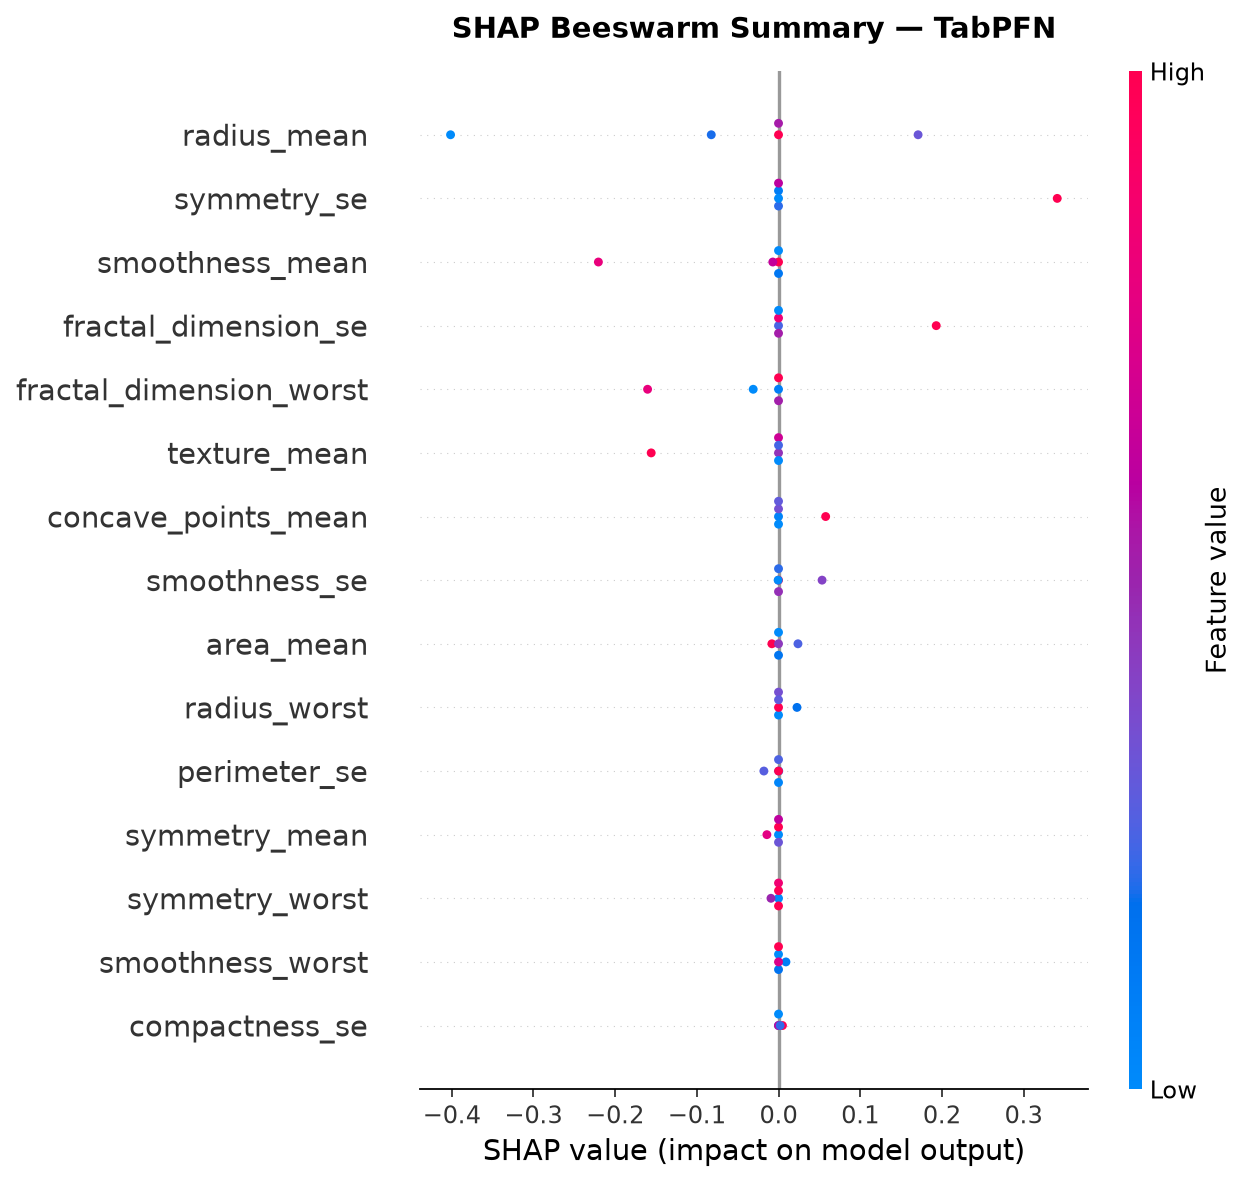 SHAP Beeswarm Summary — TabPFN
High
radius_mean
symmetry_se
smoothness_mean
fractal_dimension_se
fractal_dimension_worst
texture_mean
concave_points_mean
smoothness_se
area_mean
radius_worst
perimeter_se
symmetry_mean
symmetry_worst
smoothness_worst
compactness_se
Feature value
Low
−0.4 −0.3 −0.2 −0.1 0.0 0.1 0.2 0.3
SHAP value (impact on model output)